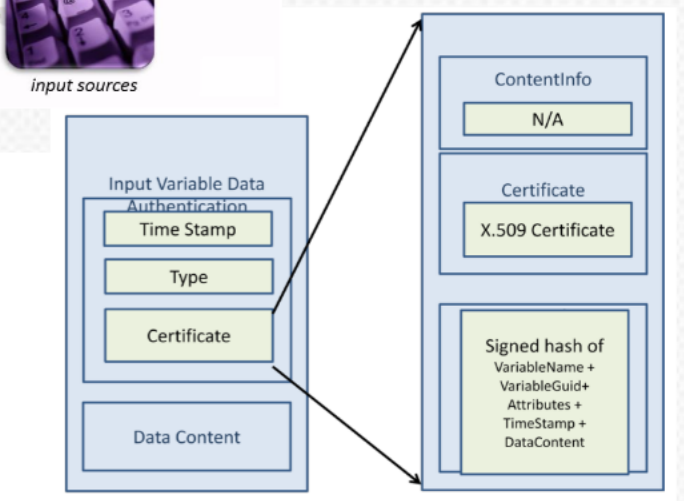 input sources
Input Variable Data
Authentication
Time Stamp
Type
Certificate
Data Content
ContentInfo
N/A
Certificate
X.509 Certificate
Signed hash of
VariableName +
VariableGuid+
Attributes +
TimeStamp +
DataContent